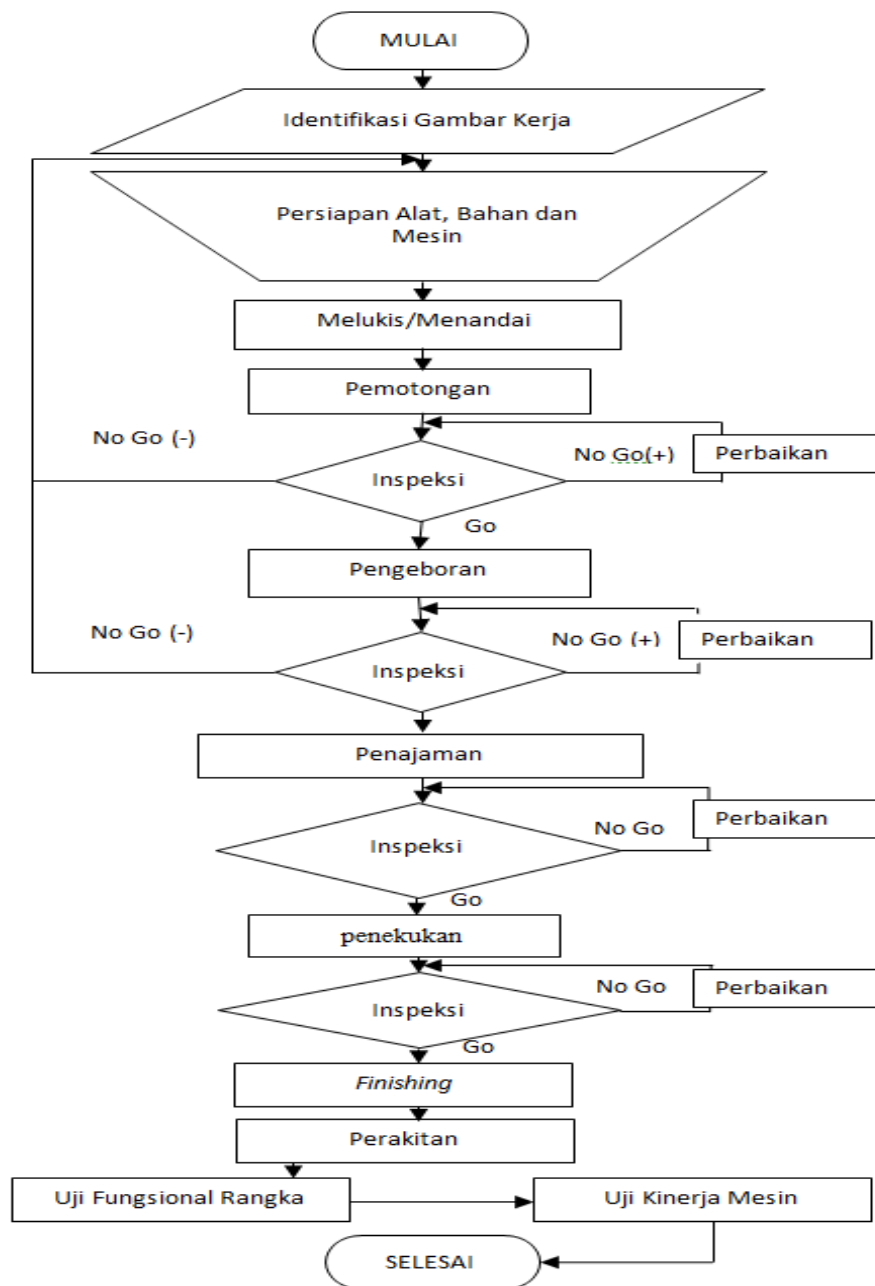 MULAI
Identifikasi Gambar Kerja
Persiapan Alat, Bahan dan
Mesin
Melukis/Menandai
Pemotongan
No Go (-)
No Go(+)
Perbaikan
Inspeksi
Go
Pengeboran
No Go (-)
No Go (+)
Perbaikan
Inspeksi
Penajaman
Perbaikan
No Go
Inspeksi
Go
penekukan
No Go
Perbaikan
Inspeksi
Go
Finishing
Perakitan
Uji Fungsional Rangka
Uji Kinerja Mesin
SELESAI